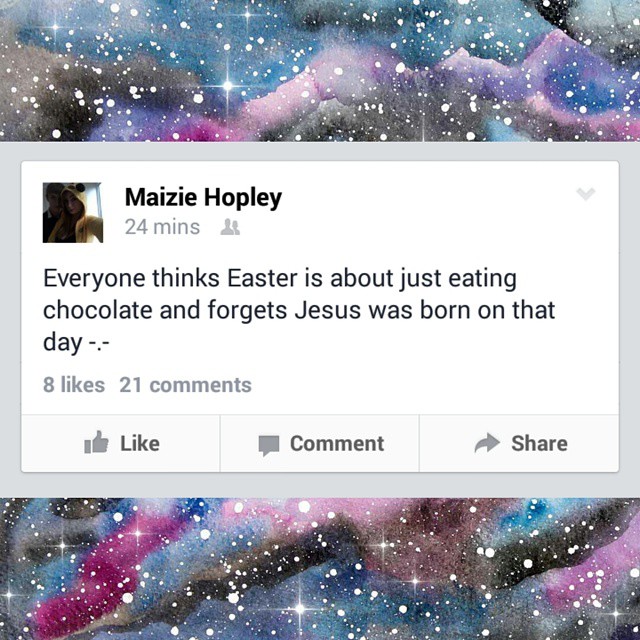 Maizie Hopley
24 mins
Everyone thinks Easter is about just eating
chocolate and forgets Jesus was born on that
day -.-
8 likes 21 comments
Like Comment Share